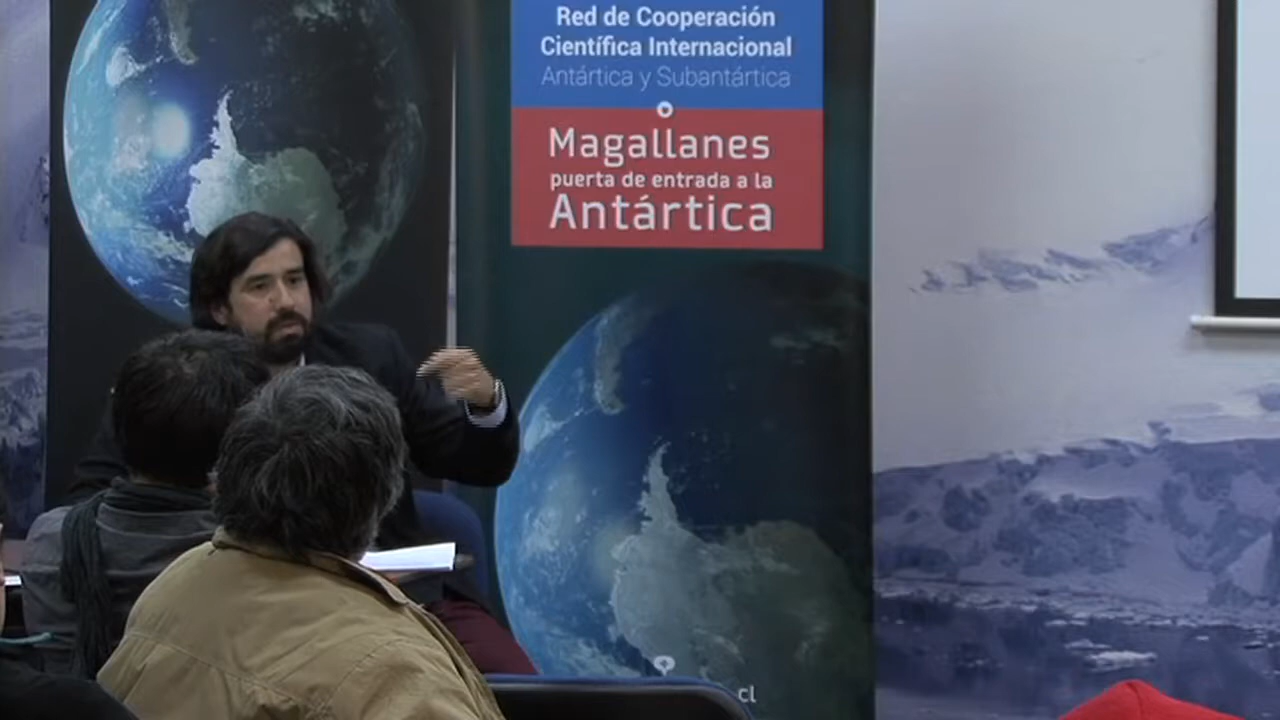 Red de Cooperación
Científica Internacional
Antártica y Subantártica
Magallanes
puerta de entrada a la
Antártica
cl